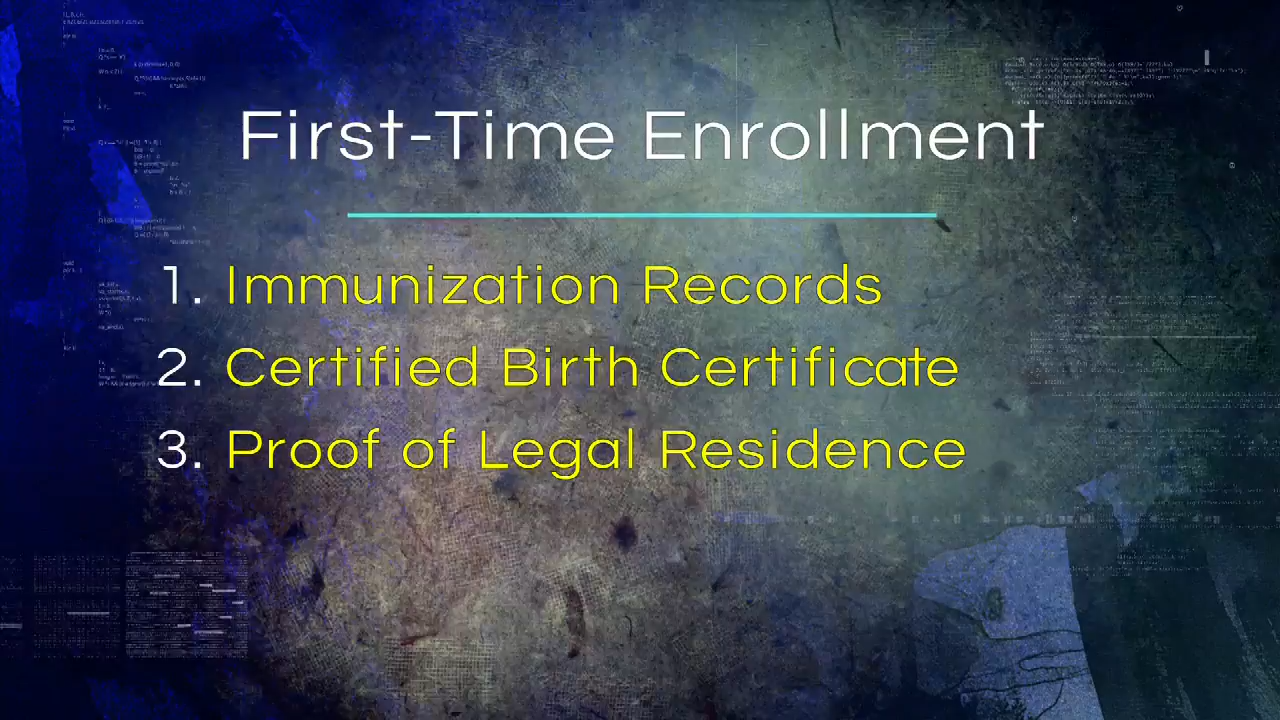 First-Time Enrollment
1. Immunization Records
2. Certified Birth Certificate
3. Proof of Legal Residence